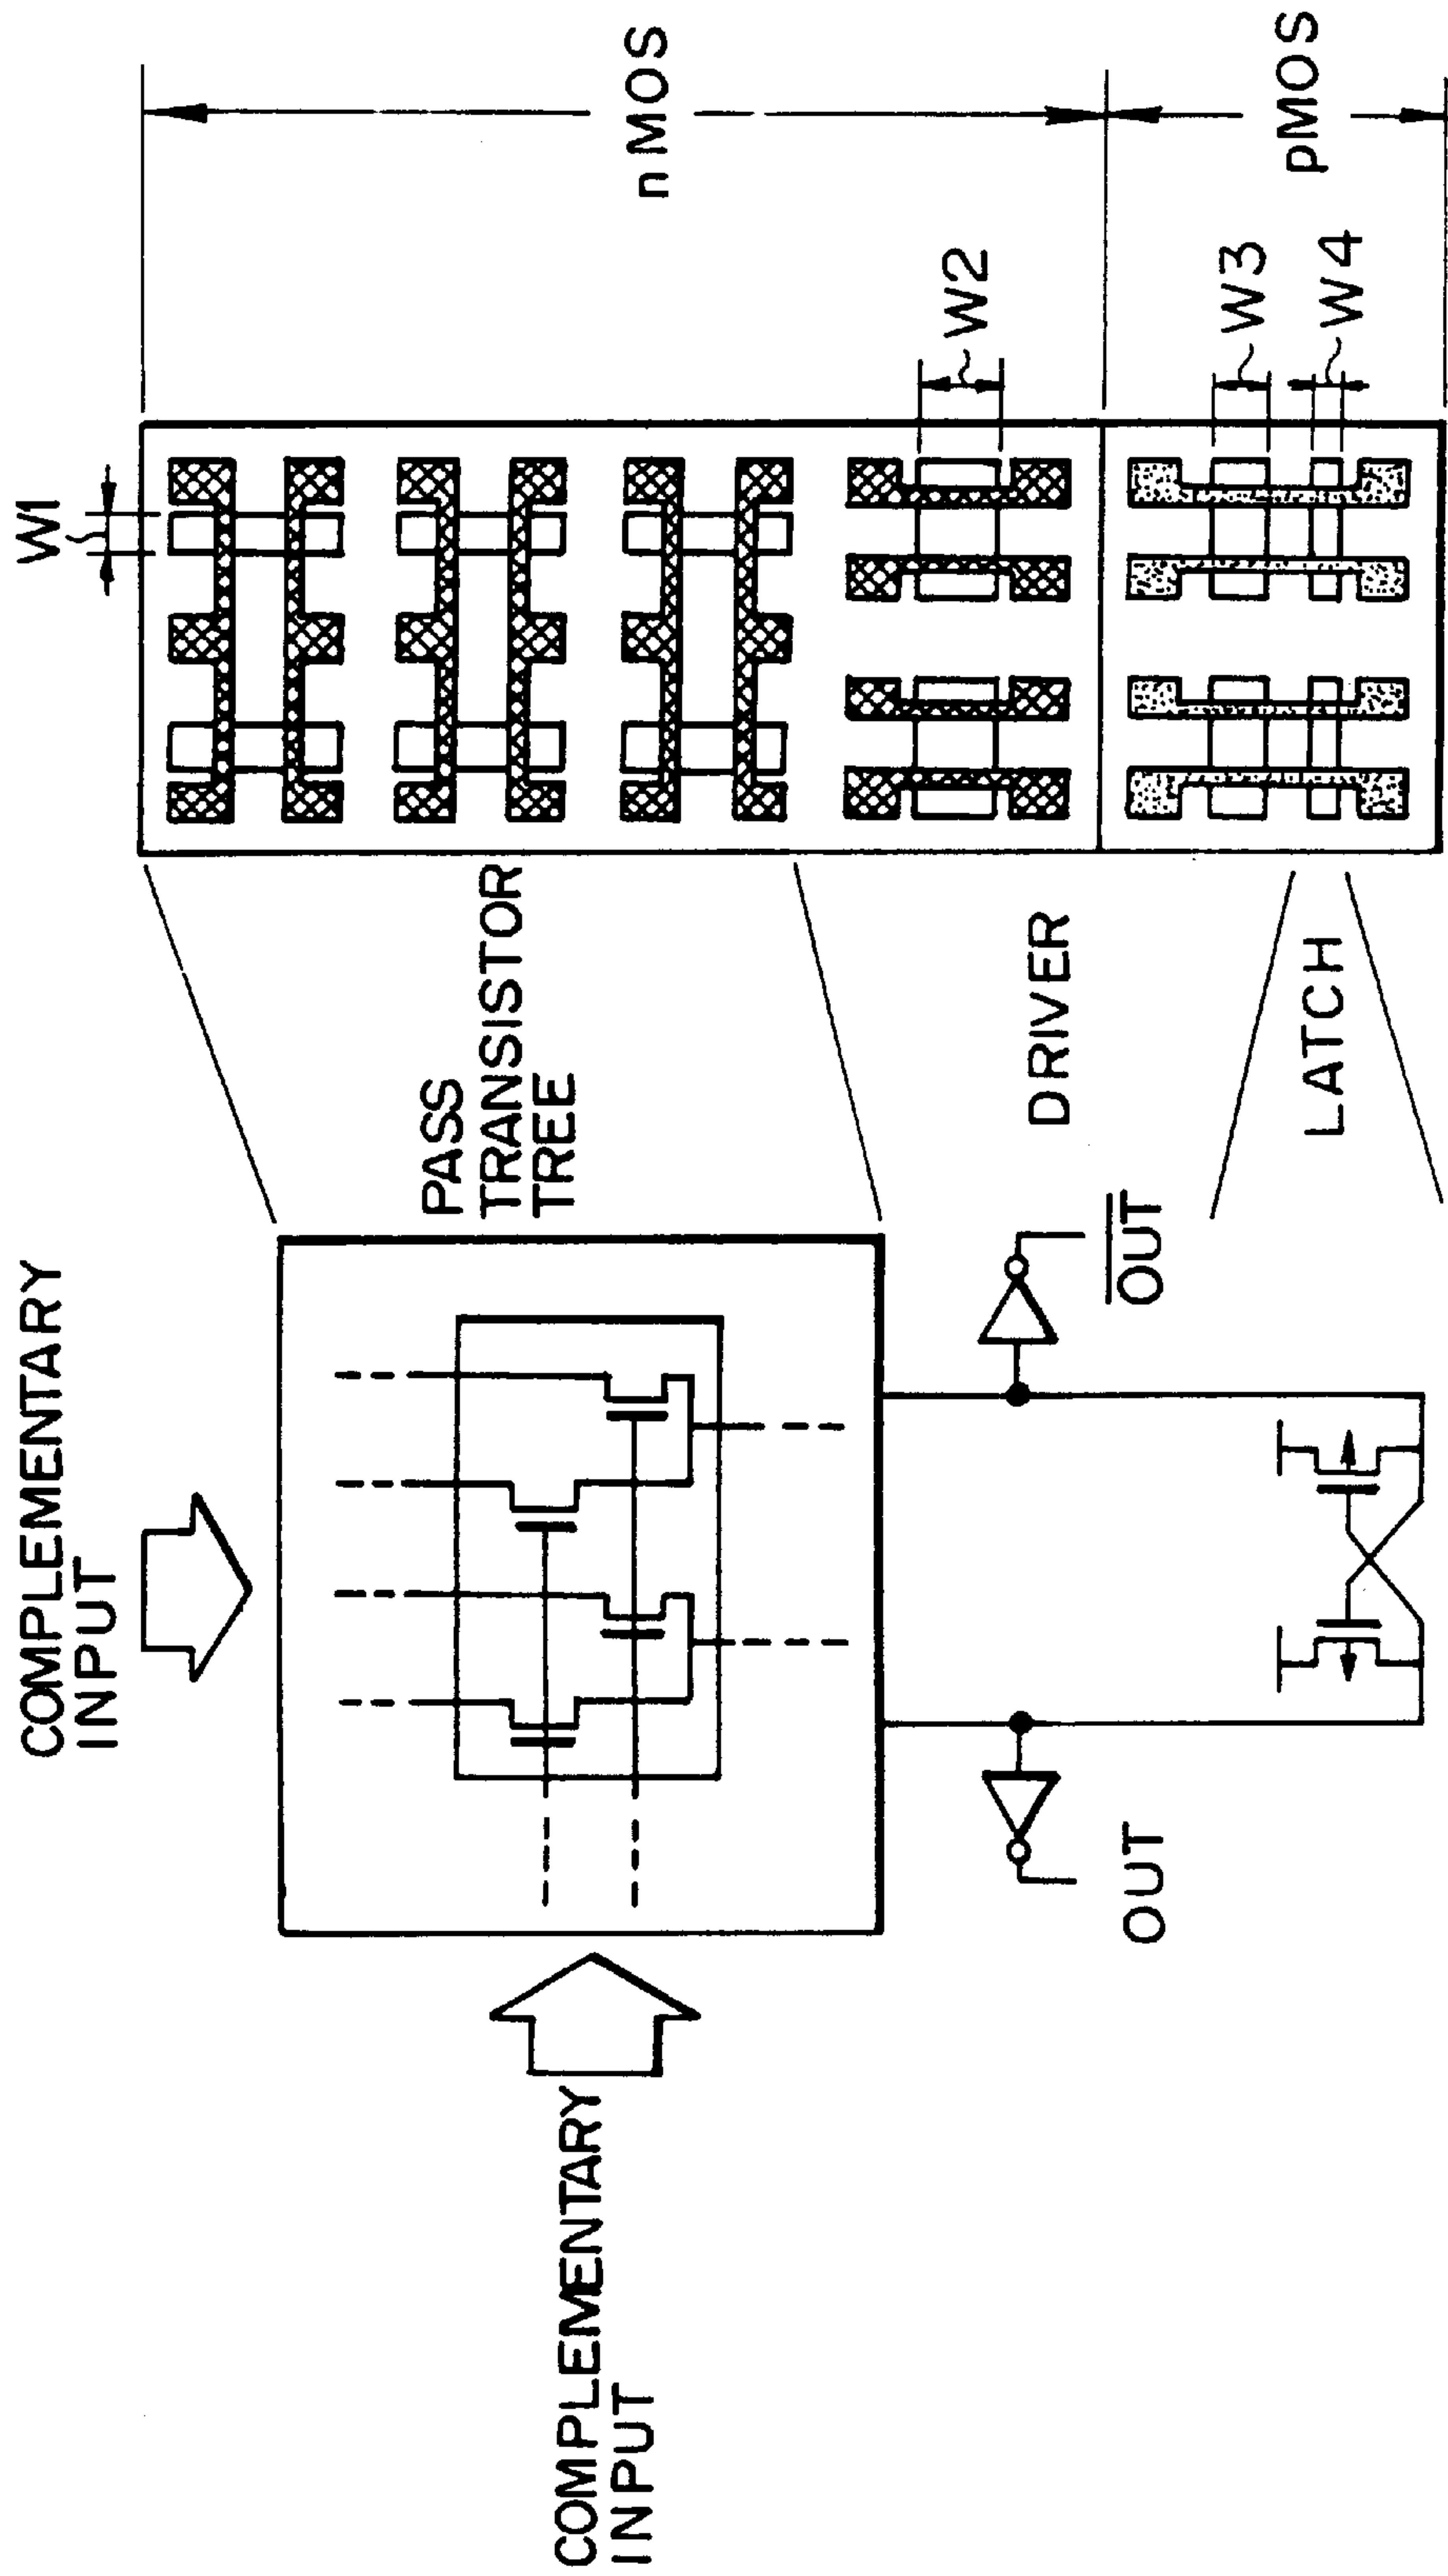 COMPLEMENTARY
INPUT
COMPLEMENTARY
INPUT
OUT
OUT
PASS
TRANSISTOR
TREE
DRIVER
LATCH
W1
W2
W3
W4
nMOS
pMOS